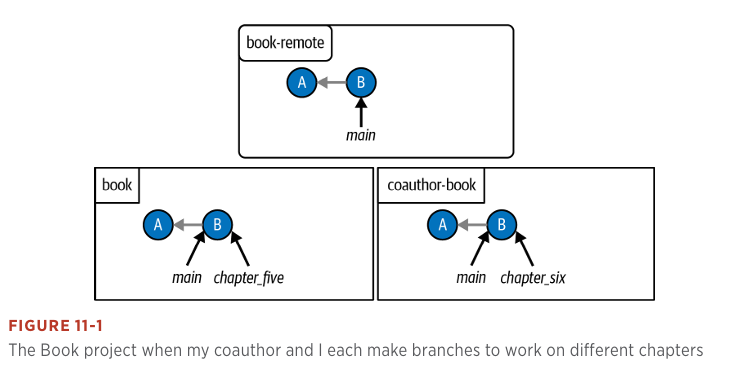 book-remote
A B
main
book
A B
main chapter_five
coauthor-book
A B
main chapter_six
FIGURE 11-1
The Book project when my coauthor and I each make branches to work on different chapters